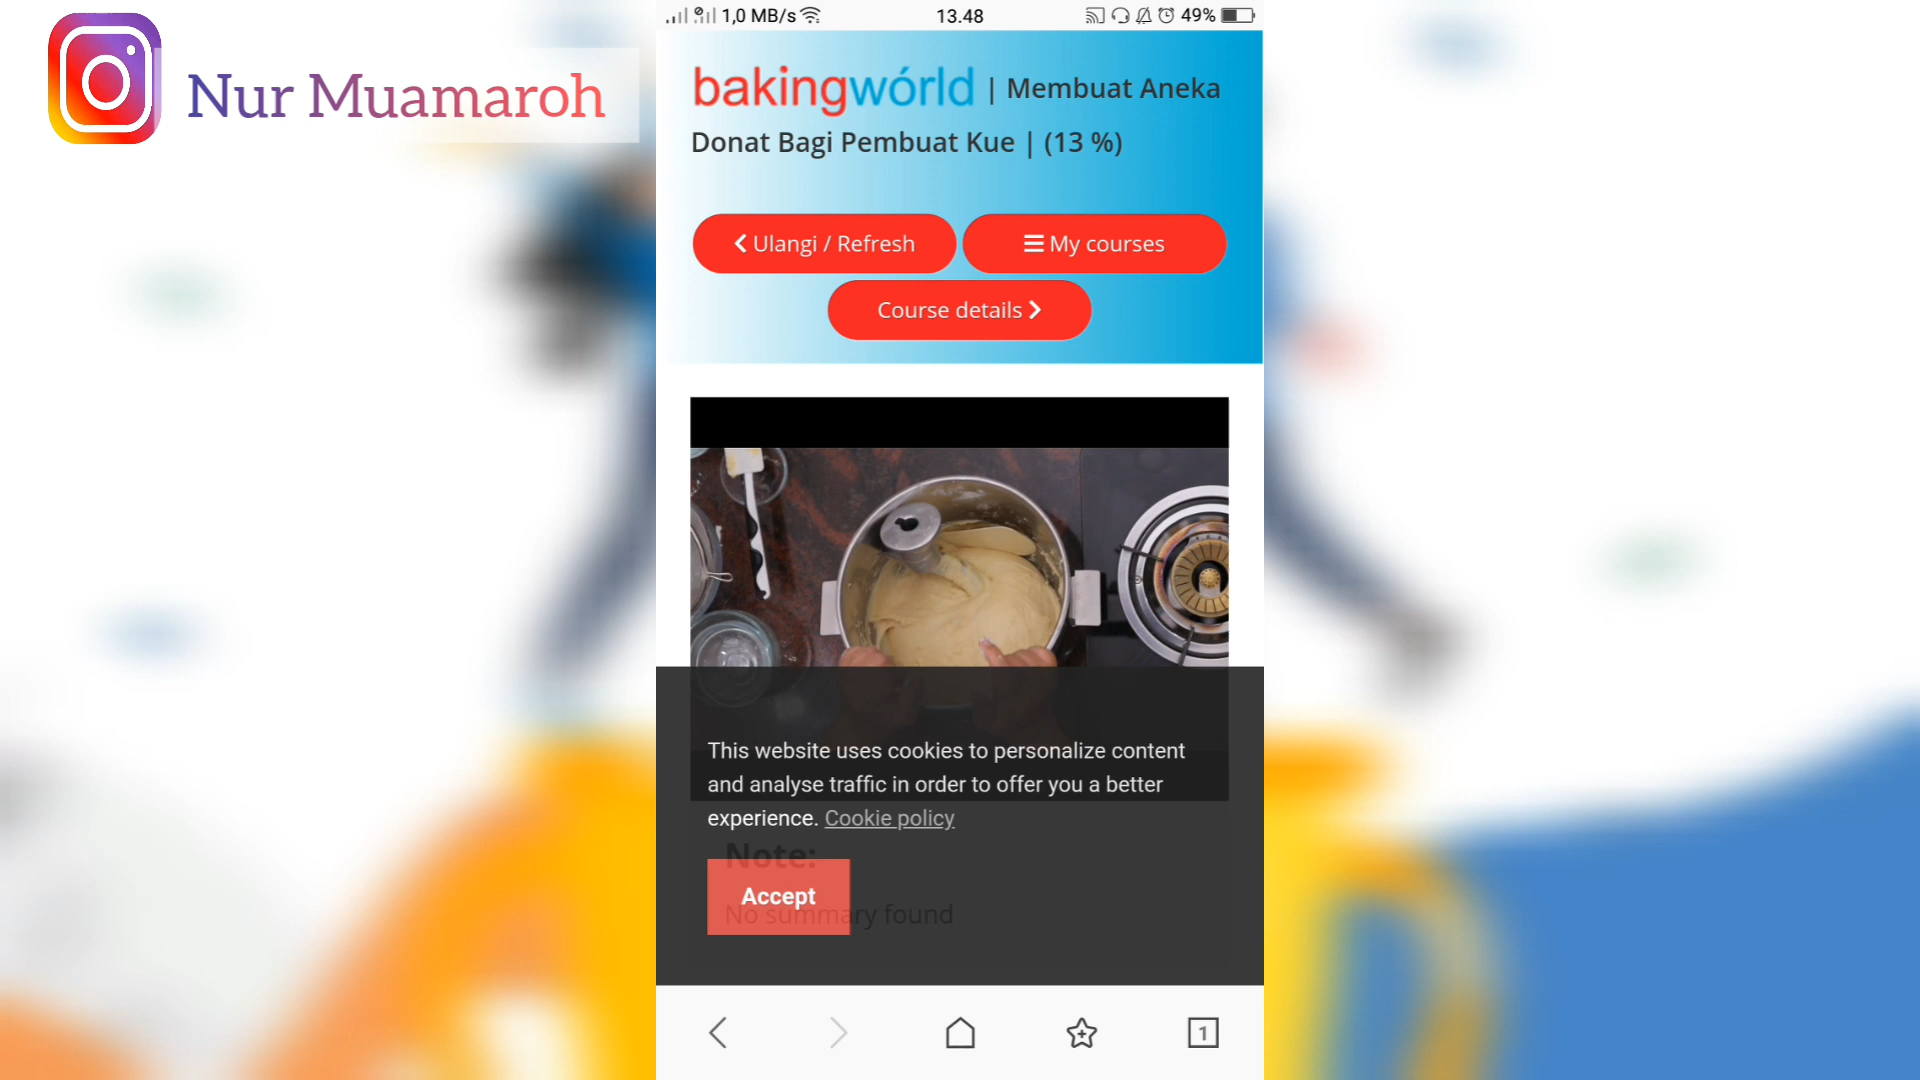 Nur Muamaroh
1,0 MB/s
13.48
49%
bakingwórld | Membuat Aneka
Donat Bagi Pembuat Kue | (13 %)
Ulangi / Refresh
My courses
Course details
This website uses cookies to personalize content
and analyse traffic in order to offer you a better
experience. Cookie policy
Note:
Accept
No summary found
1